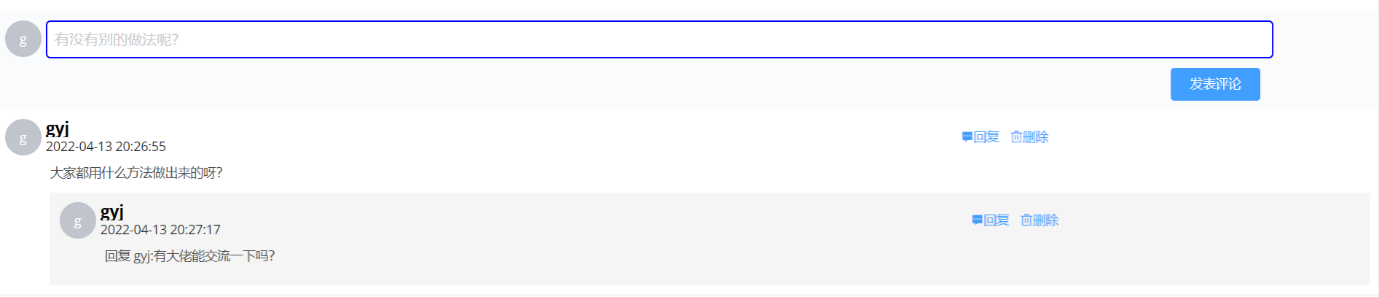 g
有没有别的做法呢?
发表评论
g
gyj
回复 删除
2022-04-13 20:26:55
大家都用什么方法做出来的呀?
g
gyj
回复 删除
2022-04-13 20:27:17
回复 gyj:有大佬能交流一下吗?